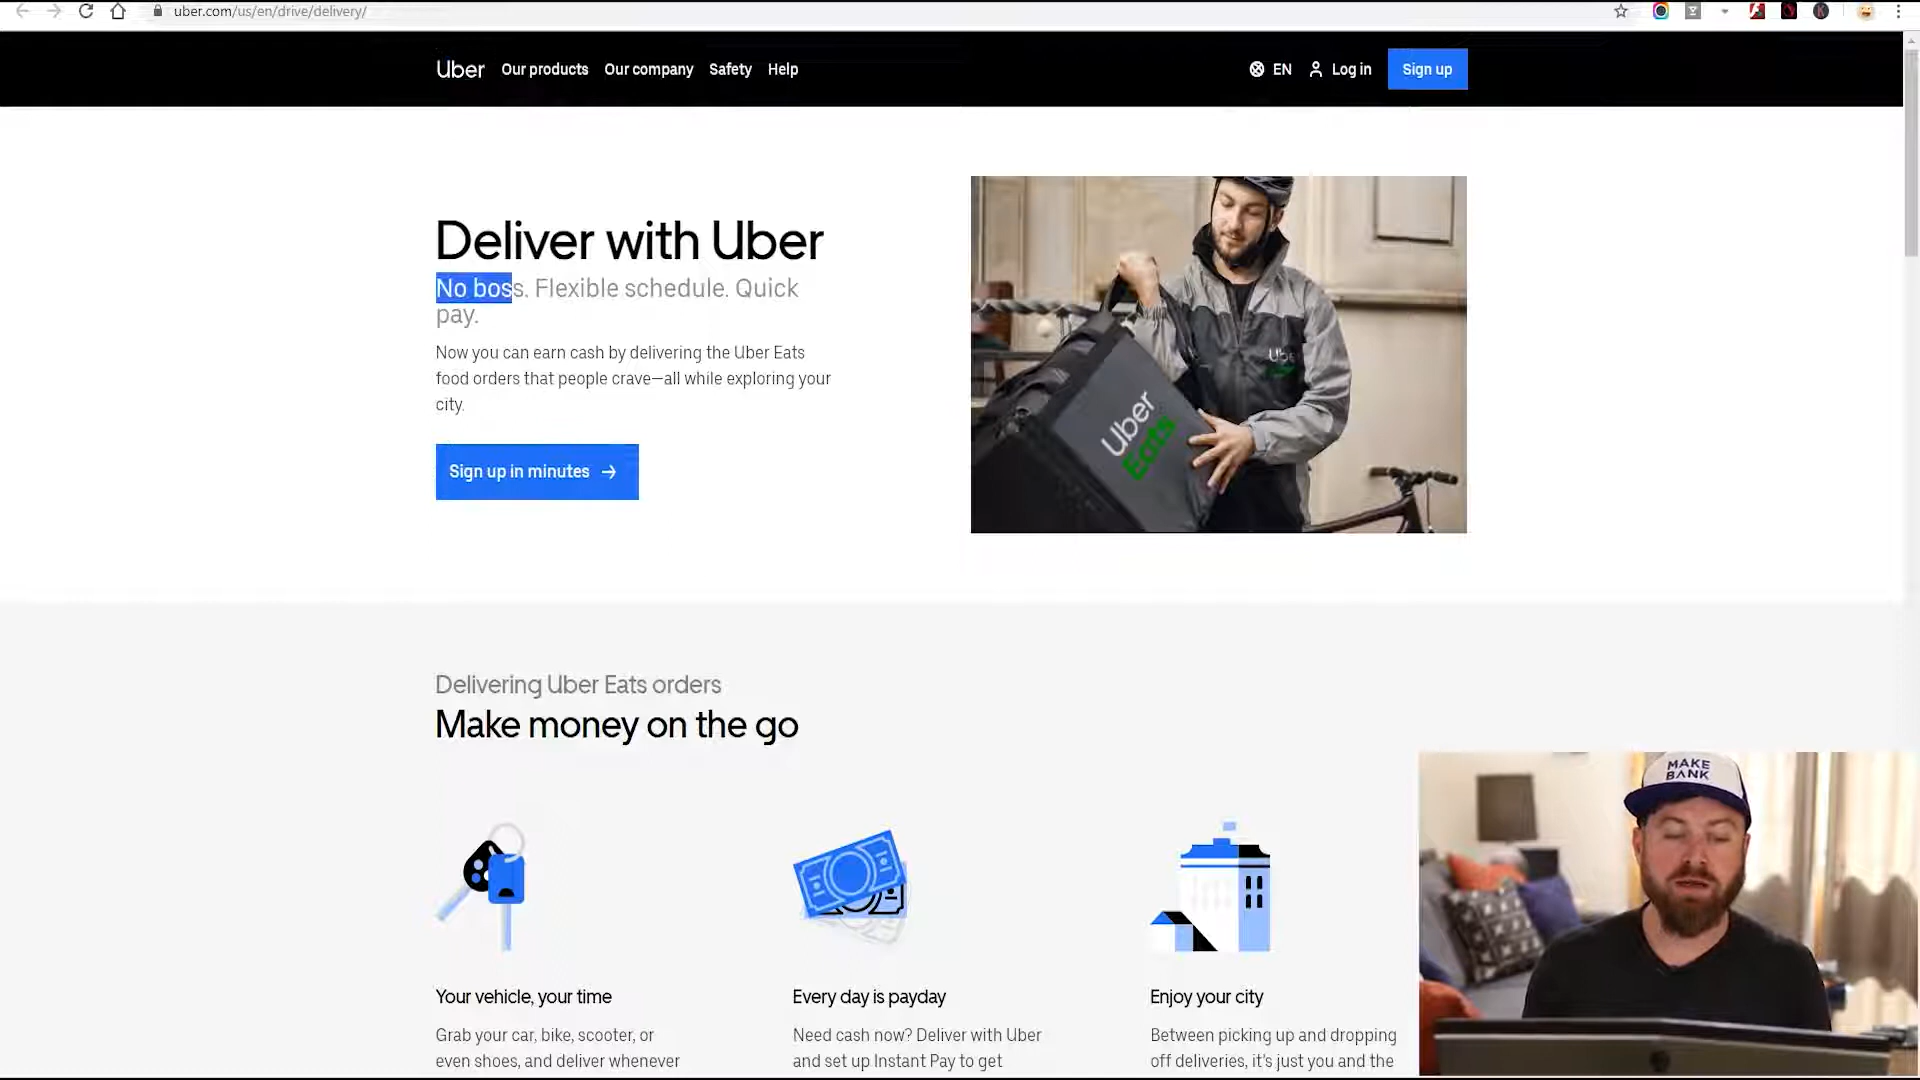 uber.com/us/en/drive/delivery/
Uber Our products Our company Safety Help EN Log in Sign up
Deliver with Uber
No boss. Flexible schedule. Quick
pay.
Now you can earn cash by delivering the Uber Eats
food orders that people crave—all while exploring your
city.
Sign up in minutes →
Uber
Uber
Eats
Delivering Uber Eats orders
Make money on the go
MAKE
BANK
Your vehicle, your time
Grab your car, bike, scooter, or
even shoes, and deliver whenever
Every day is payday
Need cash now? Deliver with Uber
and set up Instant Pay to get
Enjoy your city
Between picking up and dropping
off deliveries, it's just you and the